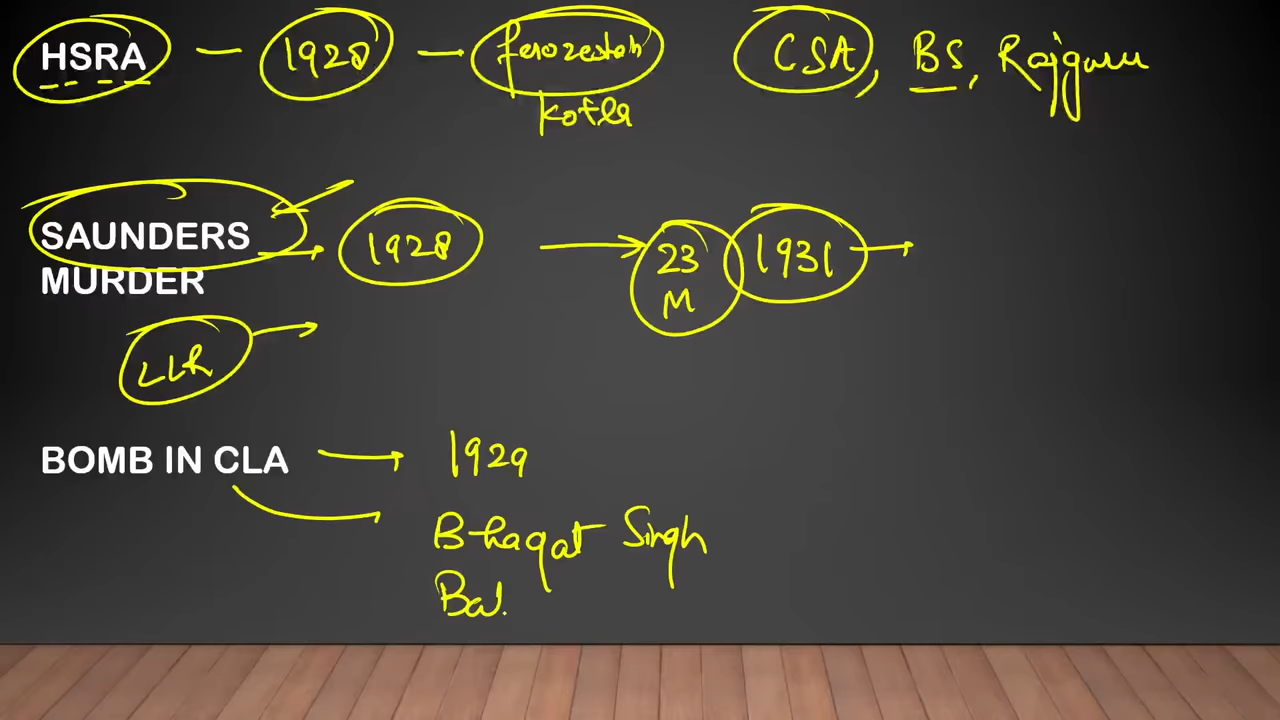 HSRA – 1928 – ferozeshah CSA, BS, Rajguru
Kotla
SAUNDERS 1928 23 1931
MURDER M
LLR
BOMB IN CLA 1929
Bhagat Singh
Bat.